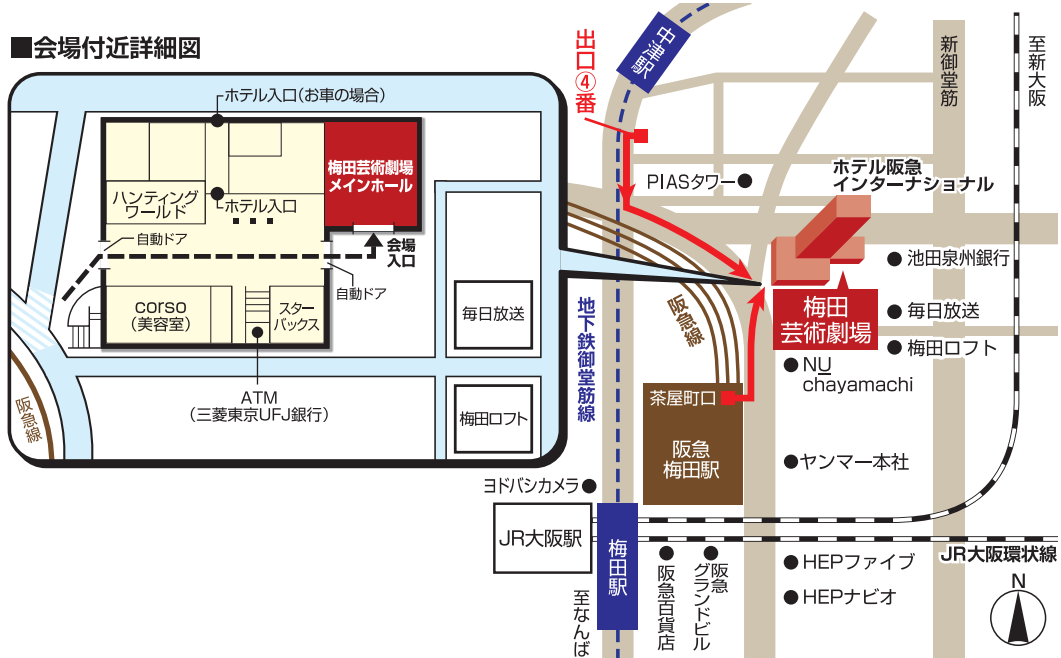 ■会場付近詳細図
ホテル入口(お車の場合)
梅田芸術劇場
メインホール
ハンティング
ワールド
ホテル入口
自動ドア
会場
入口
自動ドア
corso
(美容室)
スター
バックス
毎日放送
ATM
(三菱東京UFJ銀行)
梅田ロフト
阪急線
中津駅
出口④番
新御堂筋
至新大阪
PIASタワー
ホテル阪急
インターナショナル
池田泉州銀行
梅田
芸術劇場
毎日放送
梅田ロフト
地下鉄御堂筋線
阪急線
NU
chayamachi
茶屋町口
阪急
梅田駅
ヤンマー本社
ヨドバシカメラ
JR大阪駅
梅田駅
JR大阪環状線
至なんば
阪急百貨店
阪急
グランドビル
HEPファイブ
HEPナビオ
N